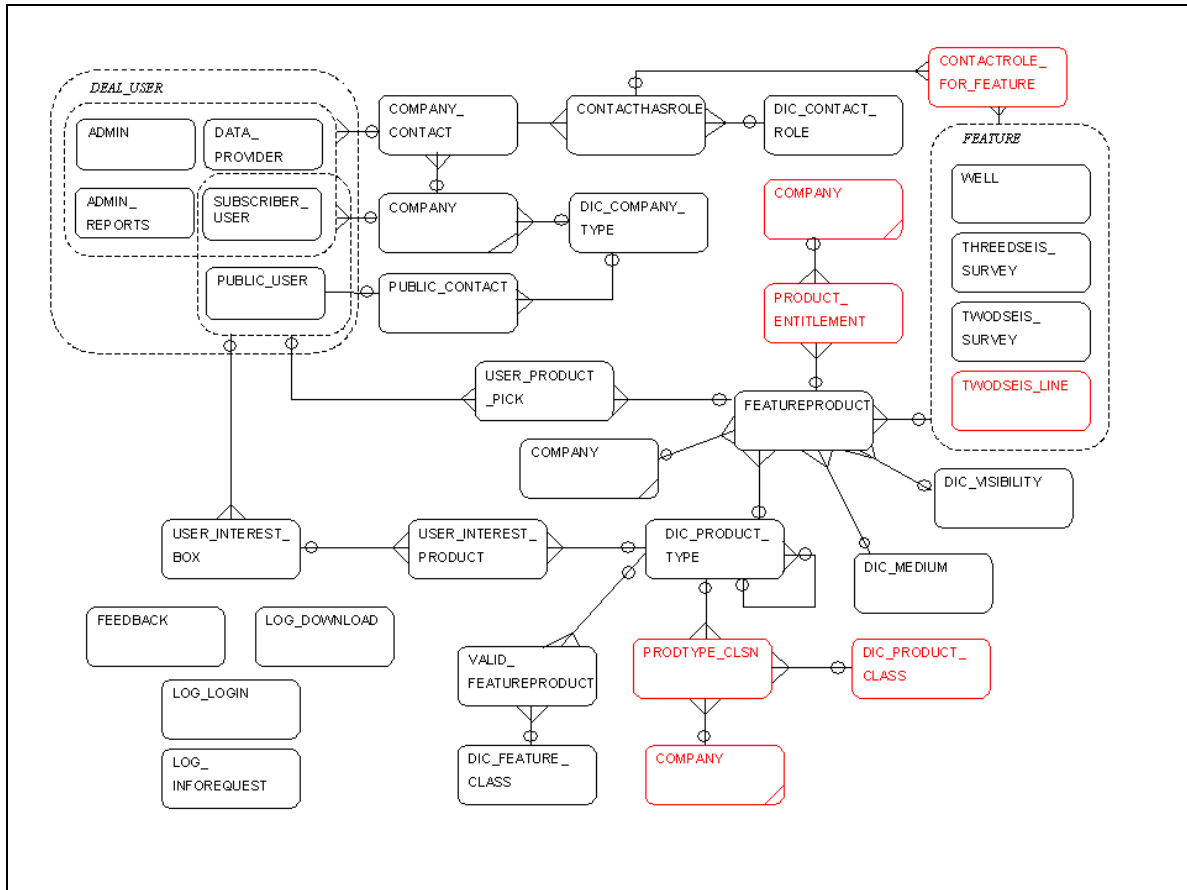 CONTACTROLE_
FOR_FEATURE
DEAL_USER
ADMIN
DATA_
PROVIDER
COMPANY_
CONTACT
CONTACTHASROLE
DIC_CONTACT_
ROLE
FEATURE
WELL
ADMIN_
REPORTS
SUBSCRIBER_
USER
COMPANY
DIC_COMPANY_
TYPE
COMPANY
THREEDSEIS_
SURVEY
PUBLIC_USER
PUBLIC_CONTACT
PRODUCT_
ENTITLEMENT
TWODSEIS_
SURVEY
USER_PRODUCT
_PICK
FEATUREPRODUCT
TWODSEIS_LINE
COMPANY
DIC_VISIBILITY
USER_INTEREST_
BOX
USER_INTEREST_
PRODUCT
DIC_PRODUCT_
TYPE
DIC_MEDIUM
FEEDBACK
LOG_DOWNLOAD
VALID_
FEATUREPRODUCT
PRODTYPE_CLSN
DIC_PRODUCT_
CLASS
LOG_LOGIN
LOG_
INFOREQUEST
DIC_FEATURE_
CLASS
COMPANY